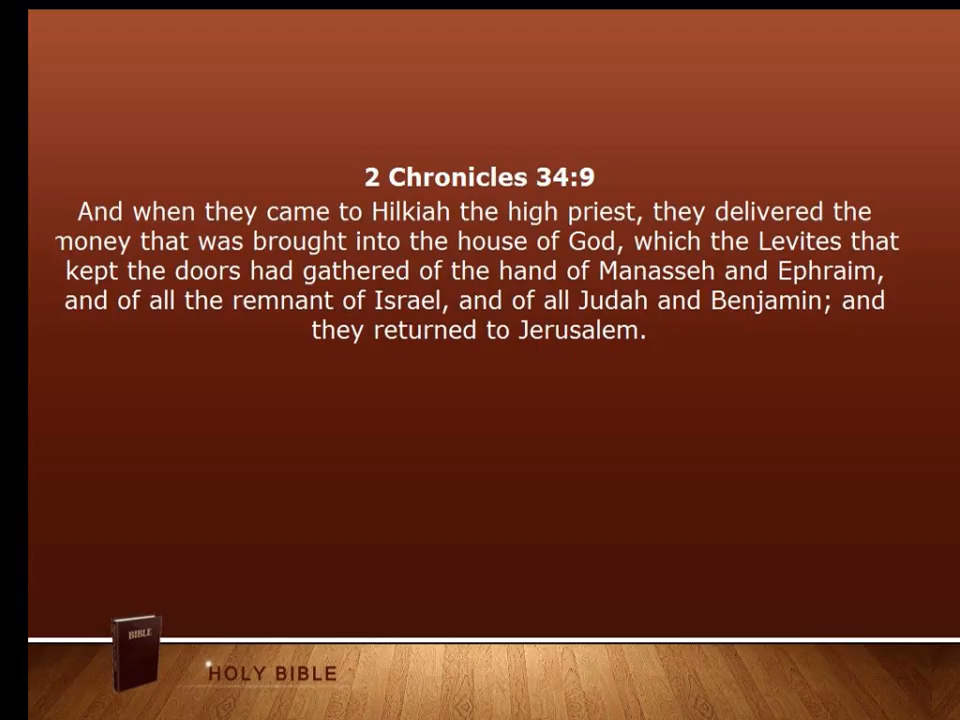 2 Chronicles 34:9
And when they came to Hilkiah the high priest, they delivered the
money that was brought into the house of God, which the Levites that
kept the doors had gathered of the hand of Manasseh and Ephraim,
and of all the remnant of Israel, and of all Judah and Benjamin; and
they returned to Jerusalem.
BIBLE
HOLY BIBLE